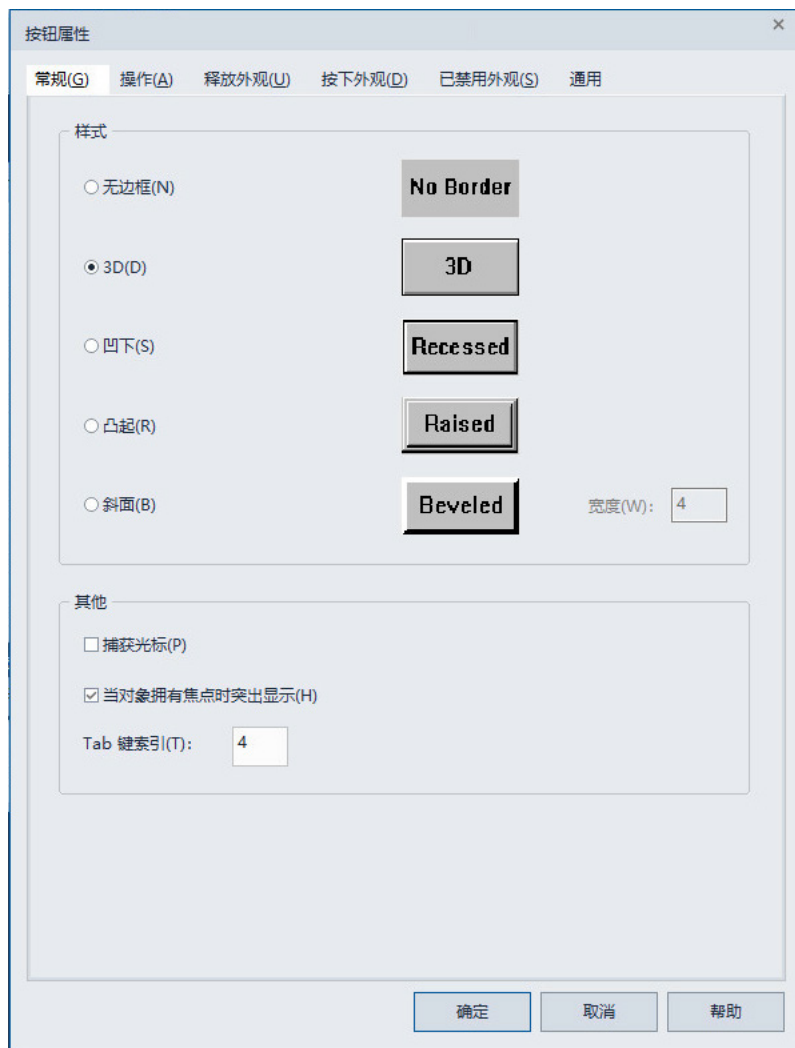 按钮属性
×
常规(G) 操作(A) 释放外观(U) 按下外观(D) 已禁用外观(S) 通用
样式
无边框(N) No Border
3D(D) 3D
凹下(S) Recessed
凸起(R) Raised
斜面(B) Beveled 宽度(W): 4
其他
捕获光标(P)
当对象拥有焦点时突出显示(H)
Tab 键索引(T): 4
确定 取消 帮助